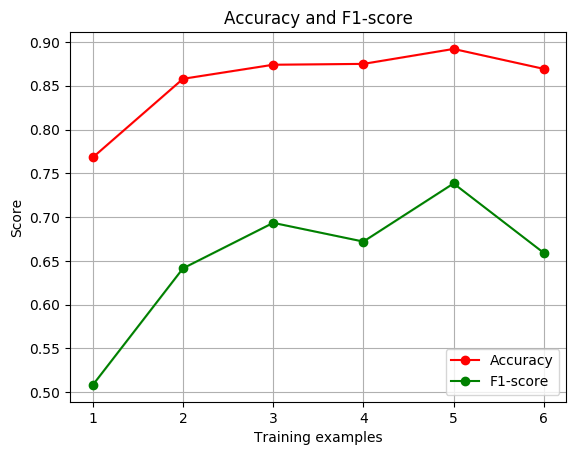 Accuracy and F1-score
0.90
0.85
0.80
0.75
0.70
0.65
0.60
0.55
0.50
Score
Accuracy
F1-score
1 2 3 4 5 6
Training examples